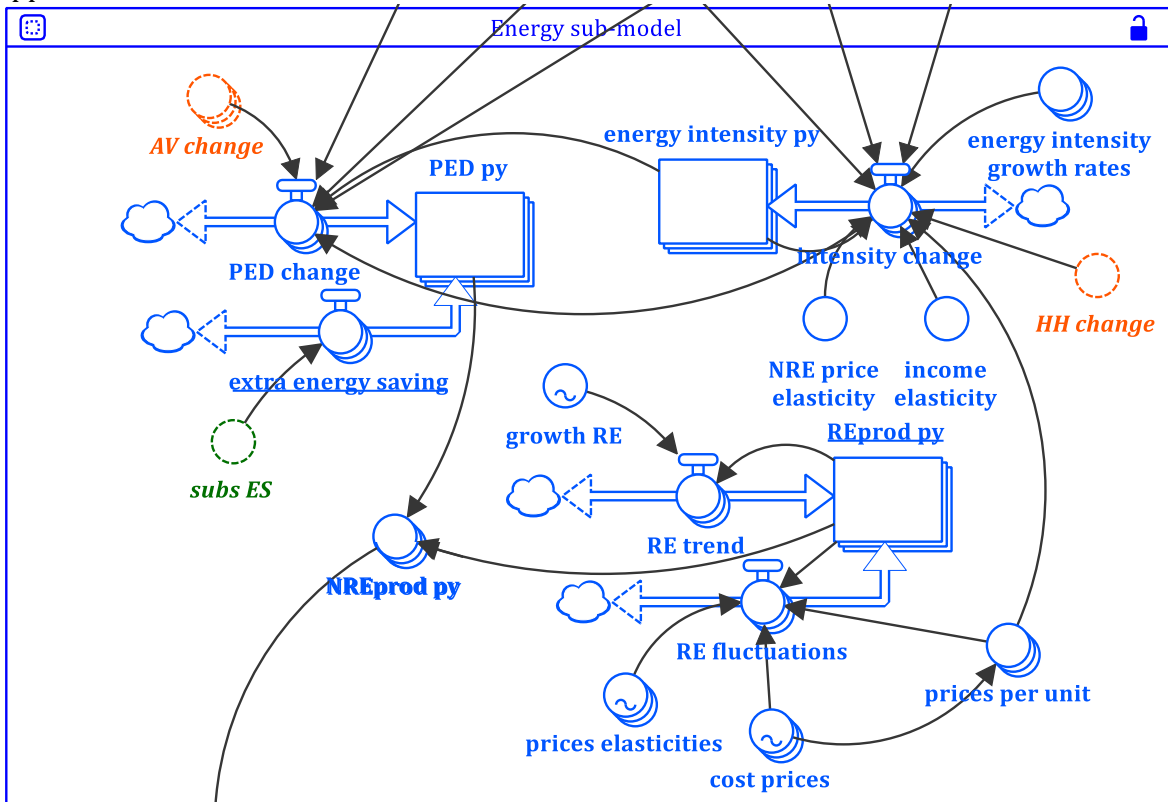 Energy sub-model
AV change
energy intensity py
energy intensity
growth rates
PED py
PED change
intensity change
HH change
extra energy saving
NRE price
elasticity
income
elasticity
growth RE
REprod py
subs ES
RE trend
NREprod py
RE fluctuations
prices per unit
prices elasticities
cost prices